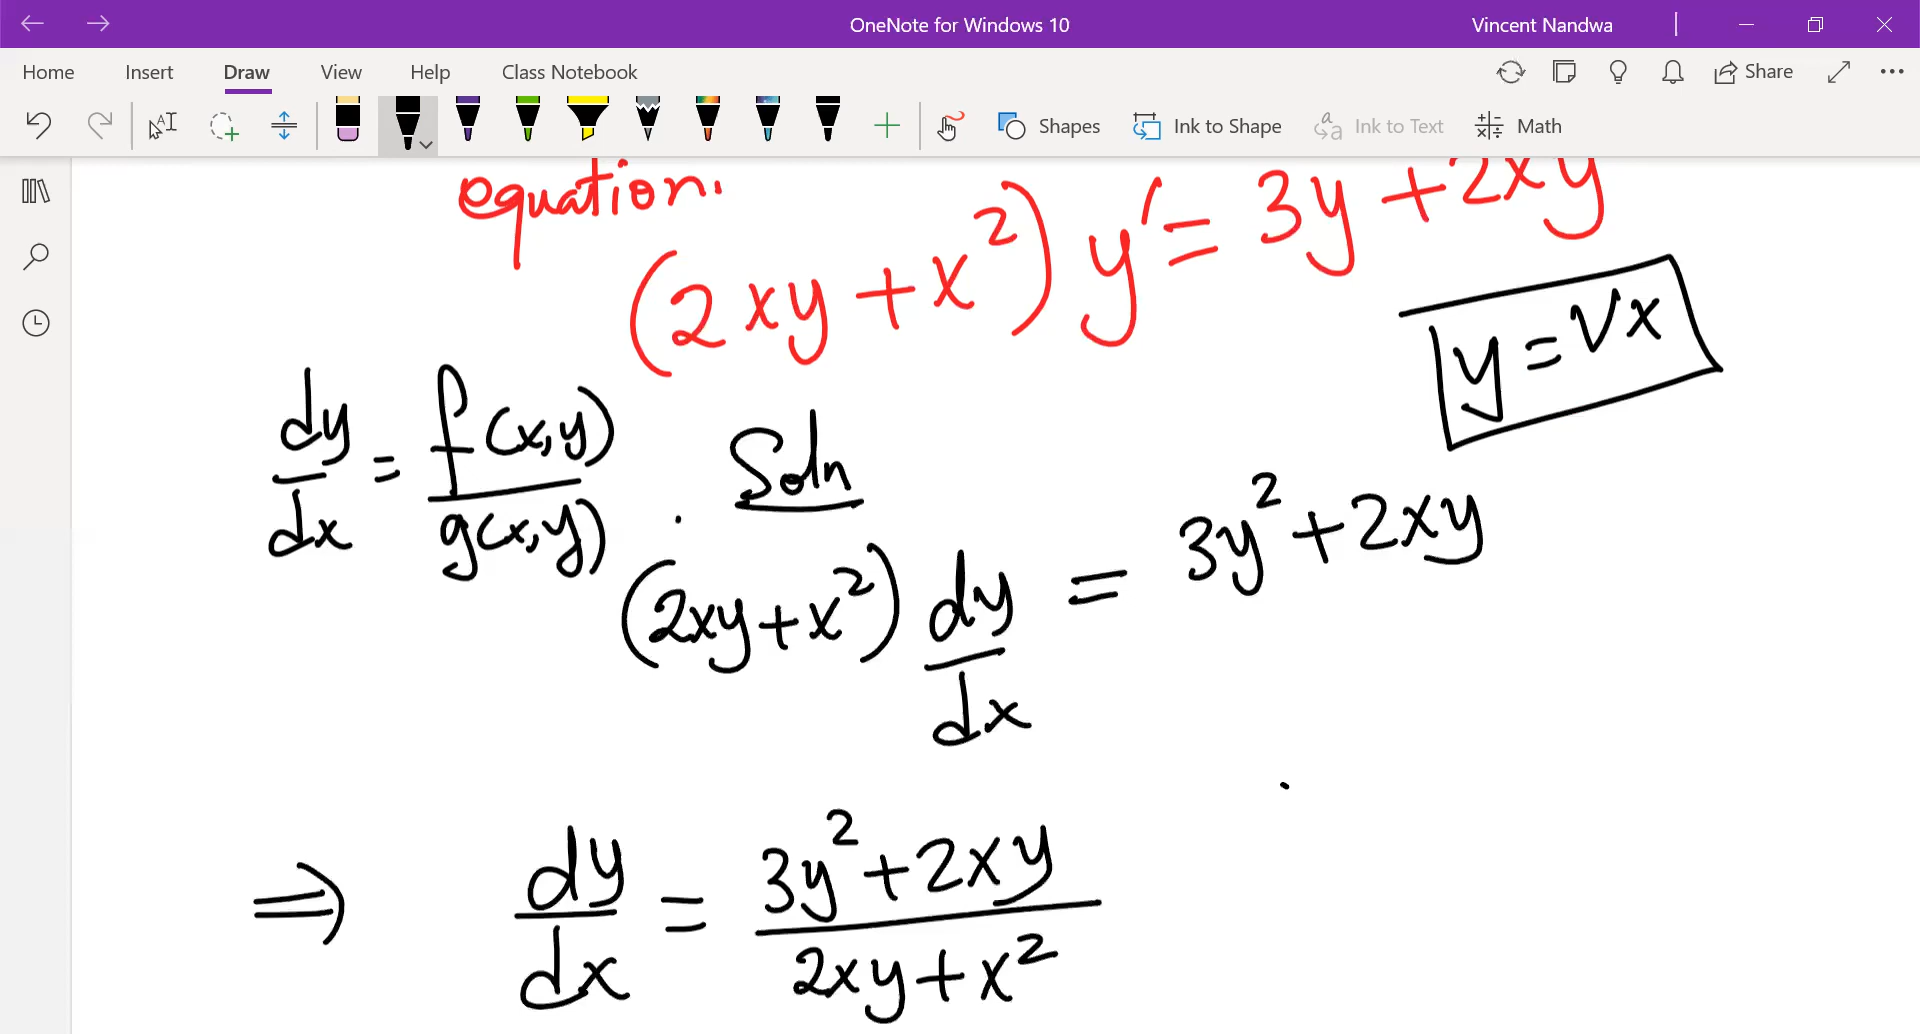 OneNote for Windows 10
Vincent Nandwa
Home Insert Draw View Help Class Notebook Share
Shapes Ink to Shape Ink to Text Math
equation.
(2xy + x²) y' = 3y + 2xy
y = vx
dy/dx = f(x,y)/g(x,y) . Soln
(2xy + x²) dy/dx = 3y² + 2xy
⇒ dy/dx = (3y² + 2xy)/(2xy + x²)